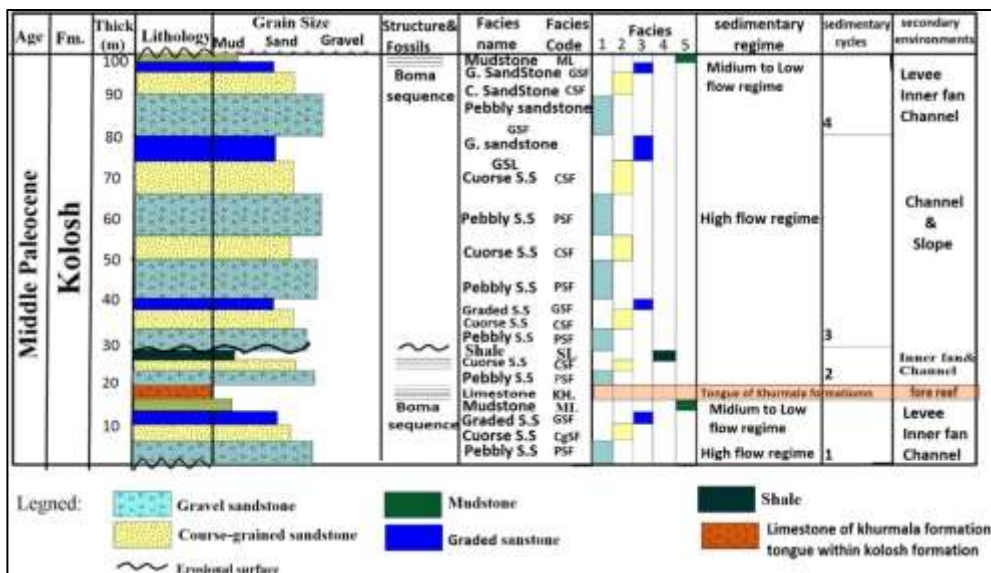 Age Fm. Thick (m) Lithology Grain Size Mud Sand Gravel Structure& Fossils Facies name Facies Code Facies 1 2 3 4 5 sedimentary regime sedimentary cycles secondary environments
Middle Paleocene
Kolosh
100
90
80
70
60
50
40
30
20
10
Boma
sequence
Boma
sequence
Mudstone ML
G. SandStone GSF
C. SandStone CSF
Pebbly sandstone
GSF
G. sandstone
GSL
Cuorse S.S CSF
Pebbly S.S PSF
Cuorse S.S CSF
Pebbly S.S PSF
Graded S.S GSF
Cuorse S.S CSF
Pebbly S.S PSF
Shale SL
Cuorse S.S CSF
Pebbly S.S PSF
Limestone KH.
Mudstone ML
Graded S.S GSF
Cuorse S.S CgSF
Pebbly S.S PSF
Midium to Low
flow regime
High flow regime
Tongue of Khurmala formations
Midium to Low
flow regime
High flow regime
4
3
2
1
Levee
Inner fan
Channel
Channel
&
Slope
Inner fan&
Channel
fore reef
Levee
Inner fan
Channel
Legned:
Gravel sandstone
Mudstone
Shale
Course-grained sandstone
Graded sanstone
Limestone of khurmala formation
tongue within kolosh formation
Erosional surface